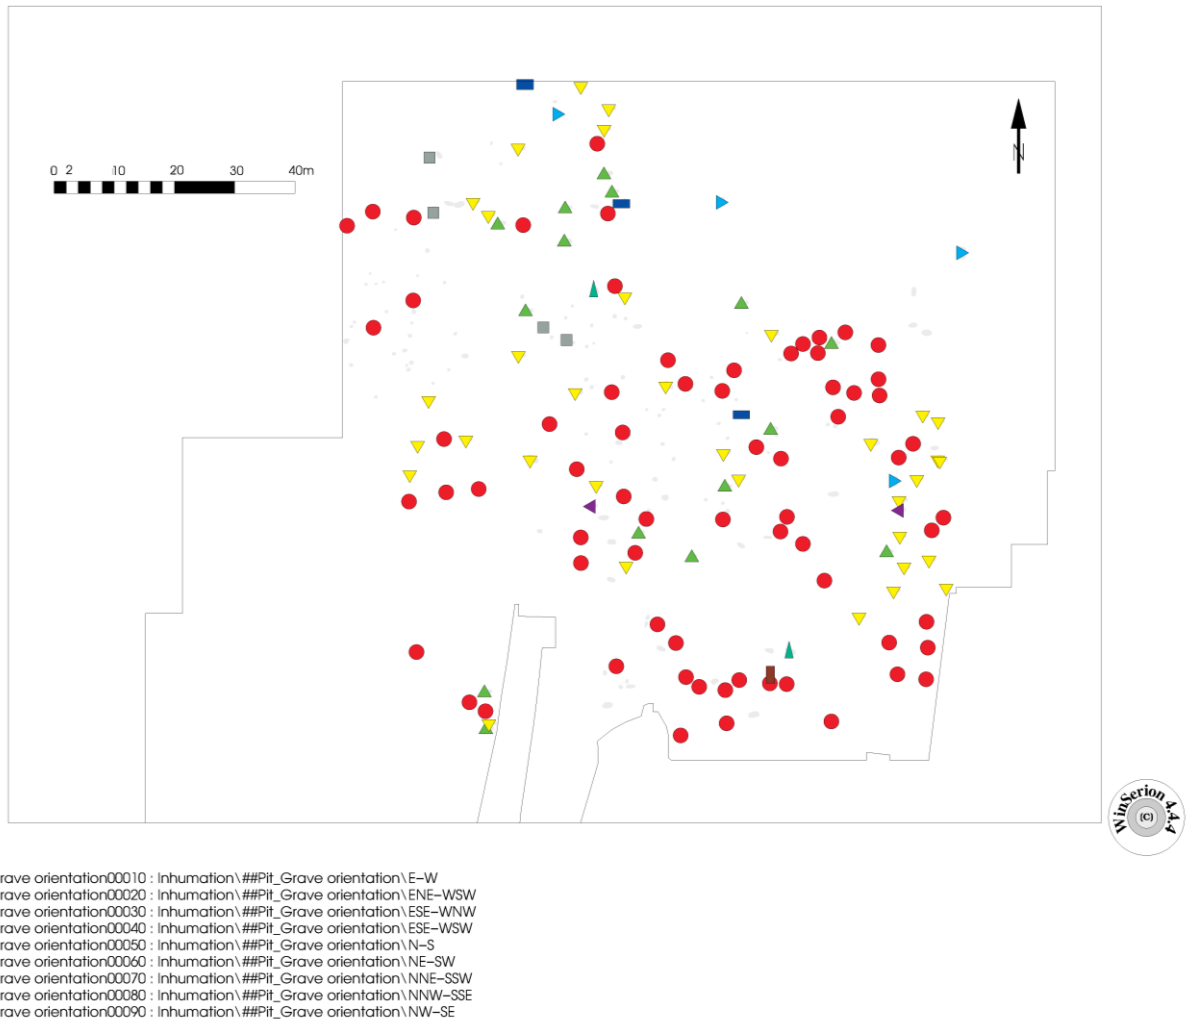 N
0 2 10 20 30 40m
WinSerion 4.4.4
(C)
rave orientation00010 : Inhumation\##Pit_Grave orientation\E-W
rave orientation00020 : Inhumation\##Pit_Grave orientation\ENE-WSW
rave orientation00030 : Inhumation\##Pit_Grave orientation\ESE-WNW
rave orientation00040 : Inhumation\##Pit_Grave orientation\ESE-WSW
rave orientation00050 : Inhumation\##Pit_Grave orientation\N-S
rave orientation00060 : Inhumation\##Pit_Grave orientation\NE-SW
rave orientation00070 : Inhumation\##Pit_Grave orientation\NNE-SSW
rave orientation00080 : Inhumation\##Pit_Grave orientation\NNW-SSE
rave orientation00090 : Inhumation\##Pit_Grave orientation\NW-SE